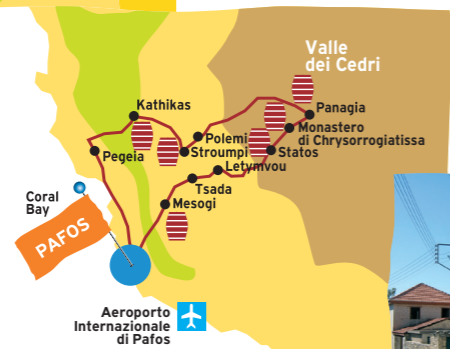 Valle
dei Cedri
Kathikas
Panagia
Polemi
Monastero
di Chrysorrogiatissa
Pegeia
Stroumpi
Statos
Letymvou
Tsada
Coral
Bay
Mesogi
PAFOS
Aeroporto
Internazionale
di Pafos